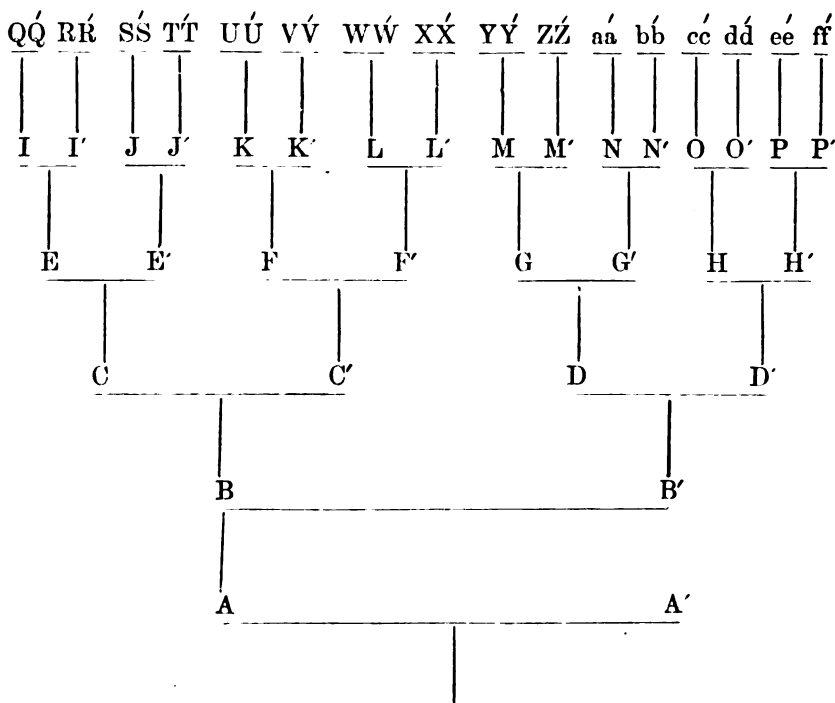 QQ́ RŔ SŚ TT́ UÚ VV́ WẂ XX́ YÝ ZŹ aá bb́ cć dd́ eé ff́
I I′ J J′ K K′ L L′ M M′ N N′ O O′ P P′
E E′ F F′ G G′ H H′
C C′ D D′
B B′
A A′